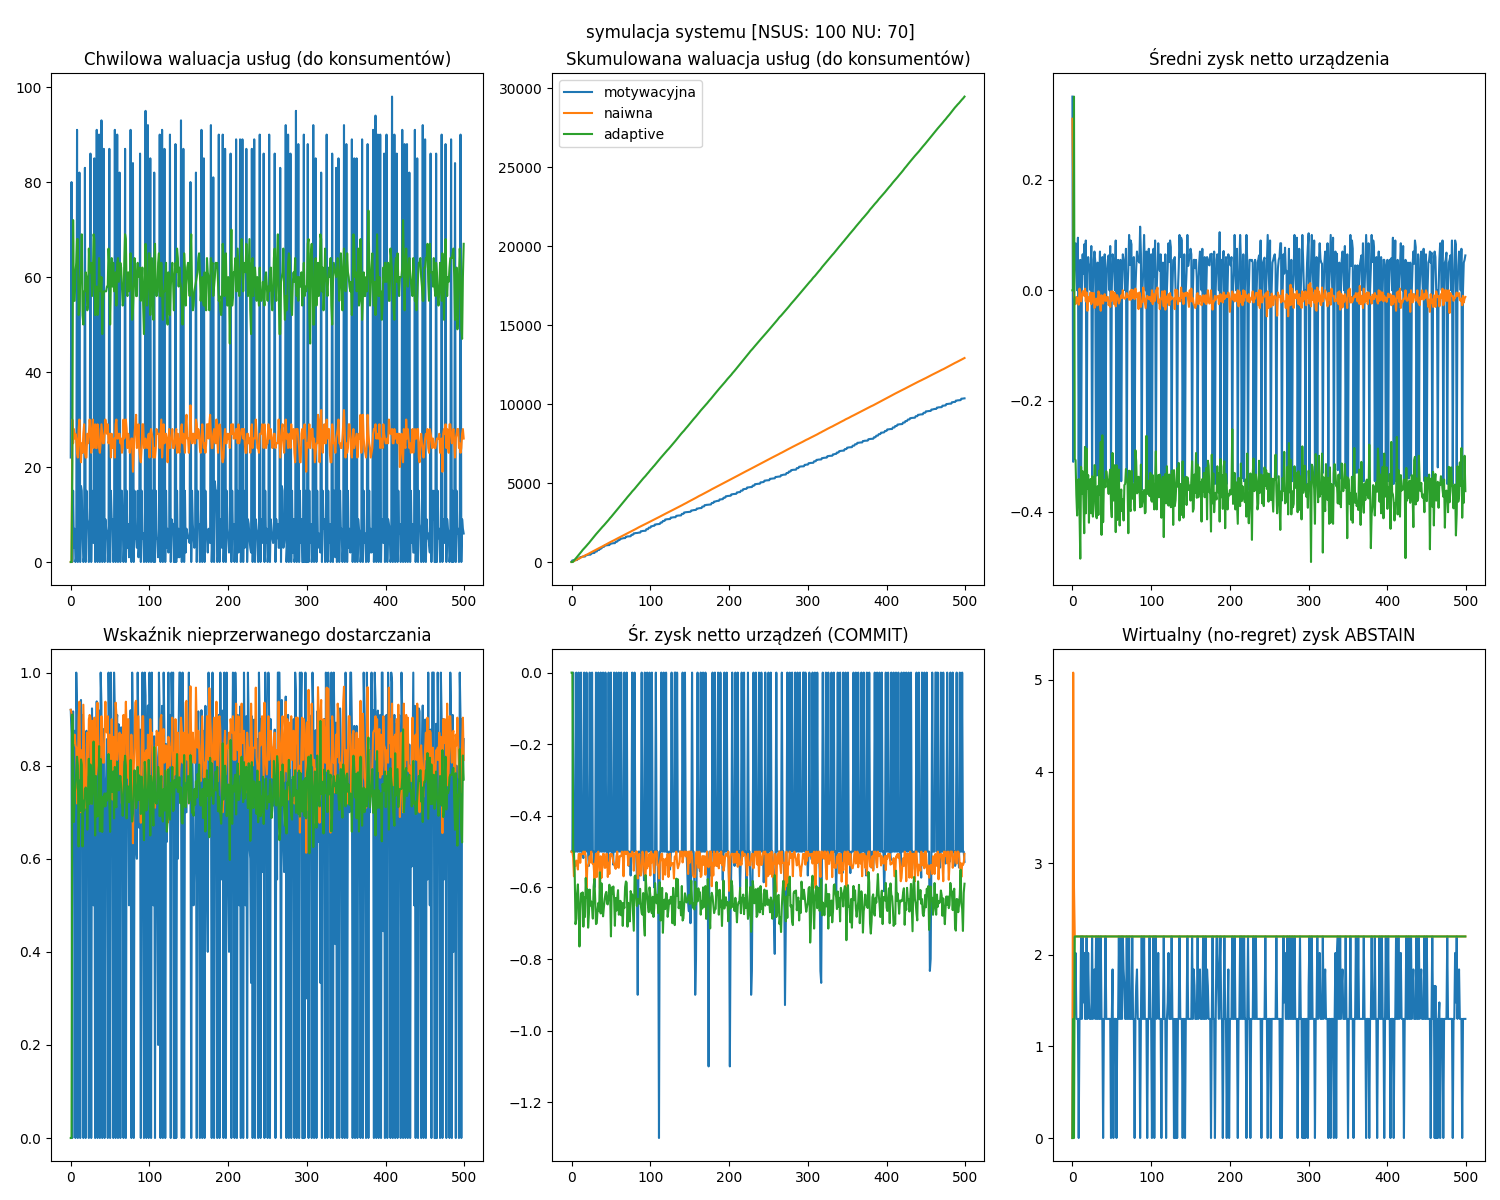 symulacja systemu [NSUS: 100 NU: 70]
Chwilowa waluacja usług (do konsumentów)
100
80
60
40
20
0
0 100 200 300 400 500
Skumulowana waluacja usług (do konsumentów)
motywacyjna
naiwna
adaptive
30000
25000
20000
15000
10000
5000
0
0 100 200 300 400 500
Średni zysk netto urządzenia
0.2
0.0
−0.2
−0.4
0 100 200 300 400 500
Wskaźnik nieprzerwanego dostarczania
1.0
0.8
0.6
0.4
0.2
0.0
0 100 200 300 400 500
Śr. zysk netto urządzeń (COMMIT)
0.0
−0.2
−0.4
−0.6
−0.8
−1.0
−1.2
0 100 200 300 400 500
Wirtualny (no-regret) zysk ABSTAIN
5
4
3
2
1
0
0 100 200 300 400 500